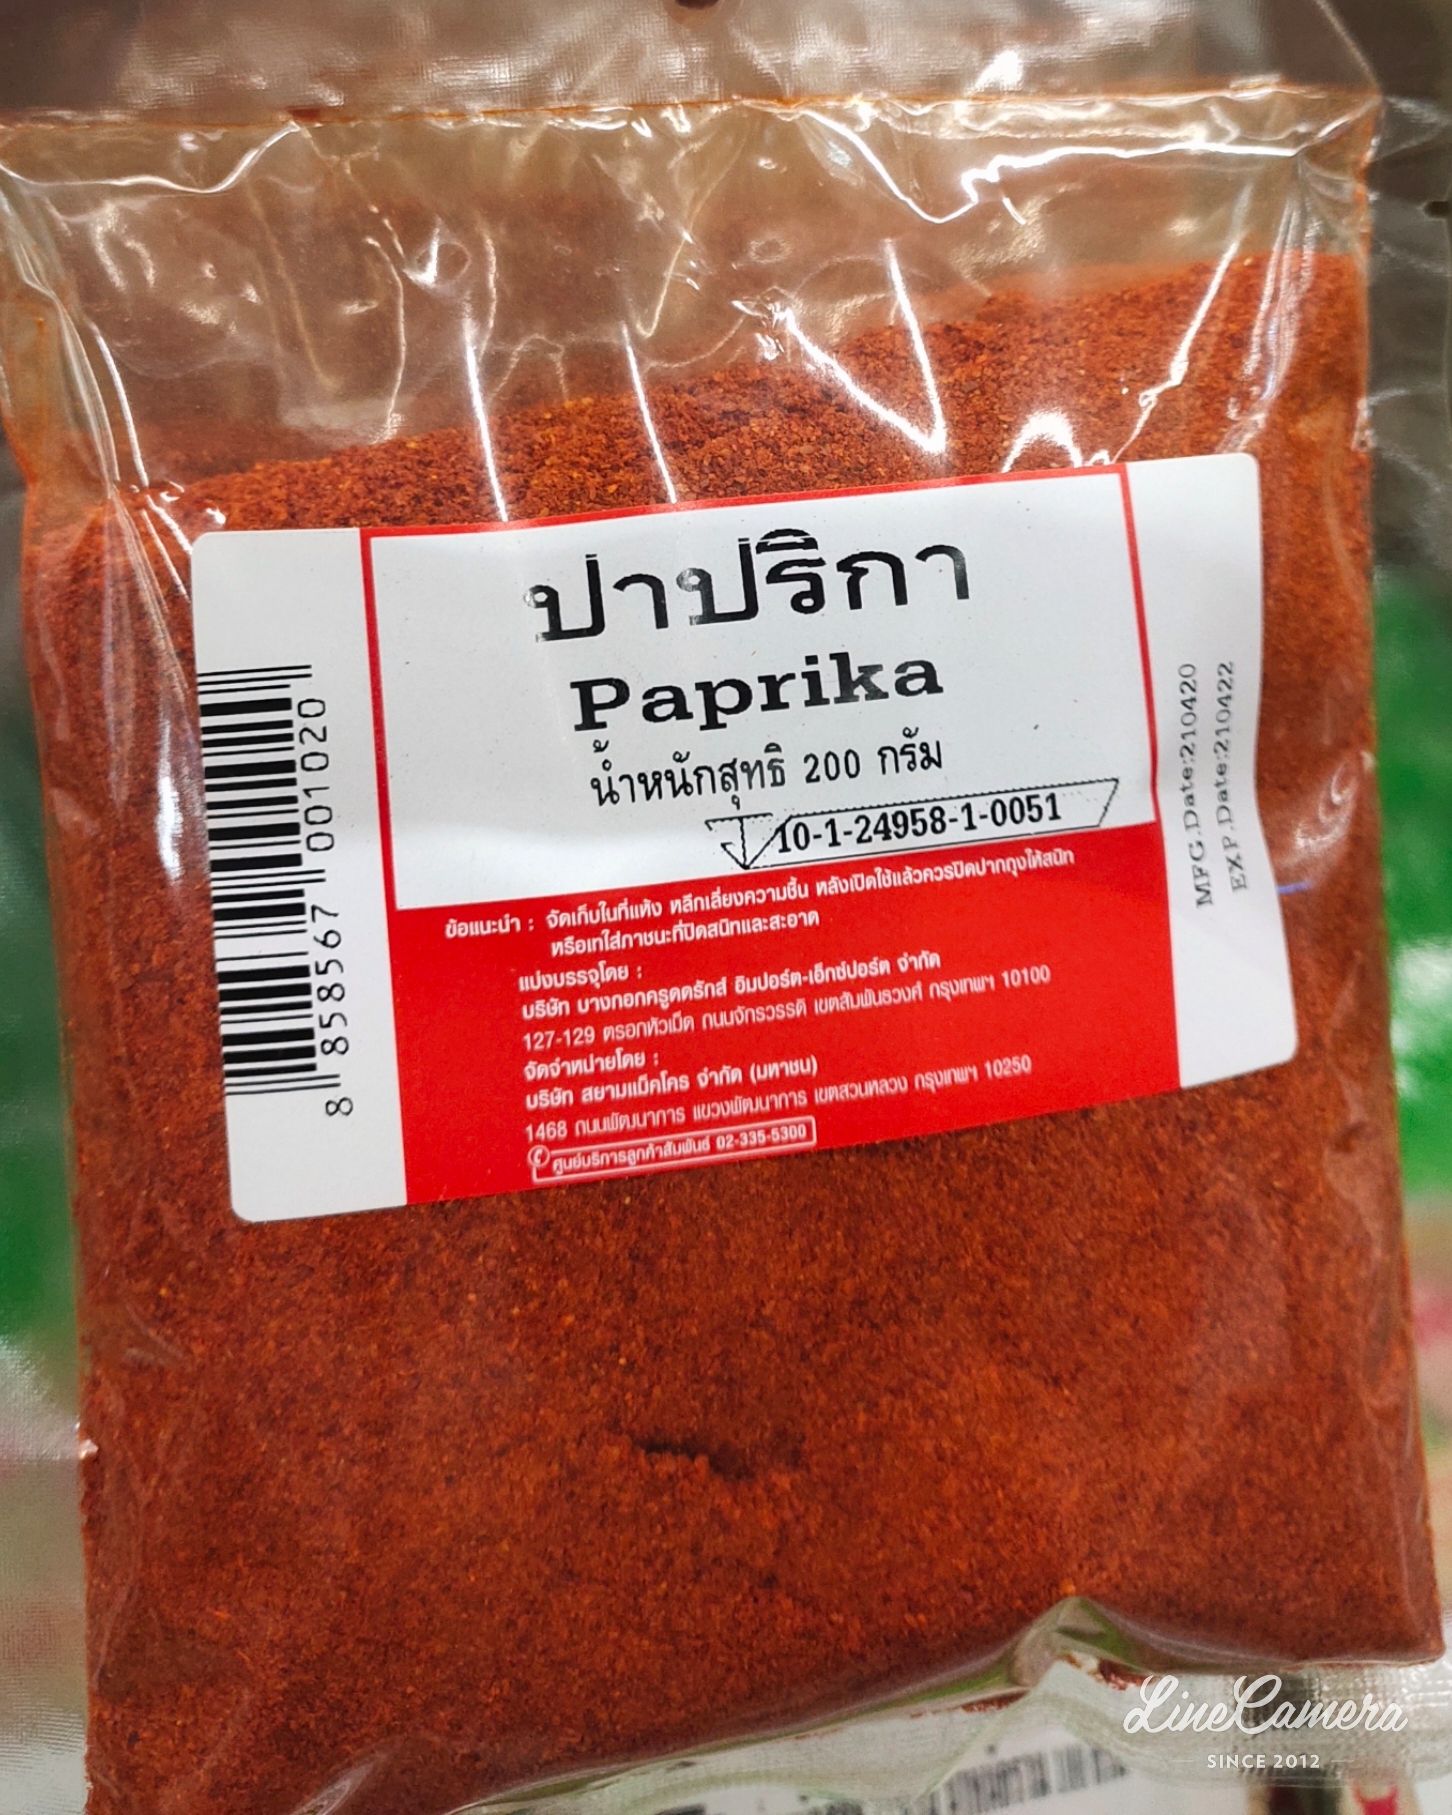 ปาปริกา
Paprika
น้ำหนักสุทธิ 200 กรัม
10-1-24958-1-0051
ข้อแนะนำ : จัดเก็บในที่แห้ง หลีกเลี่ยงความชื้น หลังเปิดใช้แล้วควรปิดปากถุงให้สนิท
หรือเทใส่ภาชนะที่ปิดสนิทและสะอาด
แบ่งบรรจุโดย :
บริษัท บางกอกครูดดรักส์ อิมปอร์ต-เอ็กซ์ปอร์ต จำกัด
127-129 ตรอกหัวเม็ด ถนนจักรวรรดิ เขตสัมพันธวงศ์ กรุงเทพฯ 10100
จัดจำหน่ายโดย :
บริษัท สยามแม็คโคร จำกัด (มหาชน)
1468 ถนนพัฒนาการ แขวงพัฒนาการ เขตสวนหลวง กรุงเทพฯ 10250
ศูนย์บริการลูกค้าสัมพันธ์ 02-335-5300
8 858567 001020
MFG.Date:210420
EXP.Date:210422
LineCamera
SINCE 2012